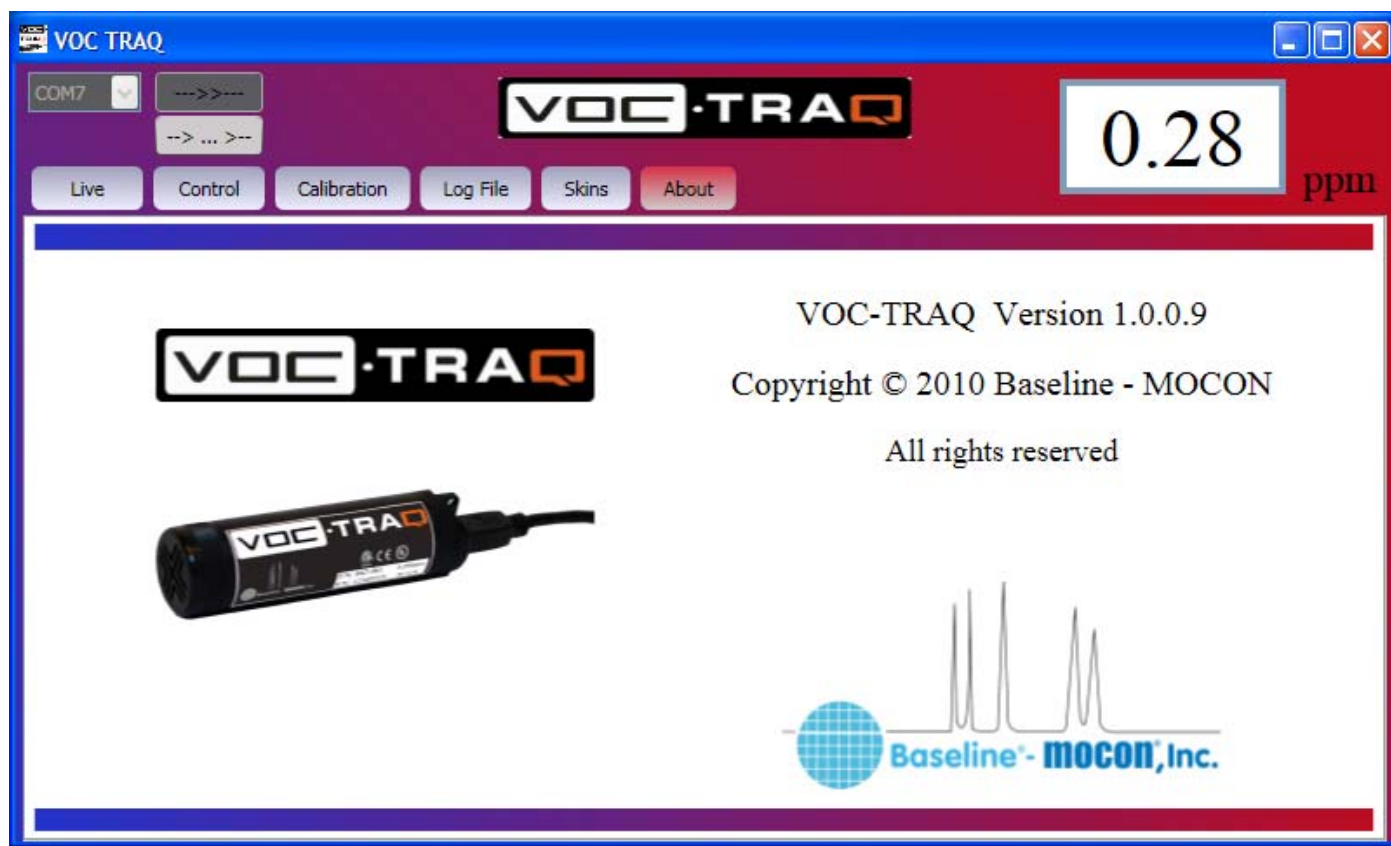 VOC TRAQ
COM7
--->>---
--> ... >--
VOC·TRAQ
0.28
ppm
Live Control Calibration Log File Skins About
VOC·TRAQ
VOC-TRAQ Version 1.0.0.9
Copyright © 2010 Baseline - MOCON
All rights reserved
VOC·TRAQ
Baseline®- mocon®, Inc.